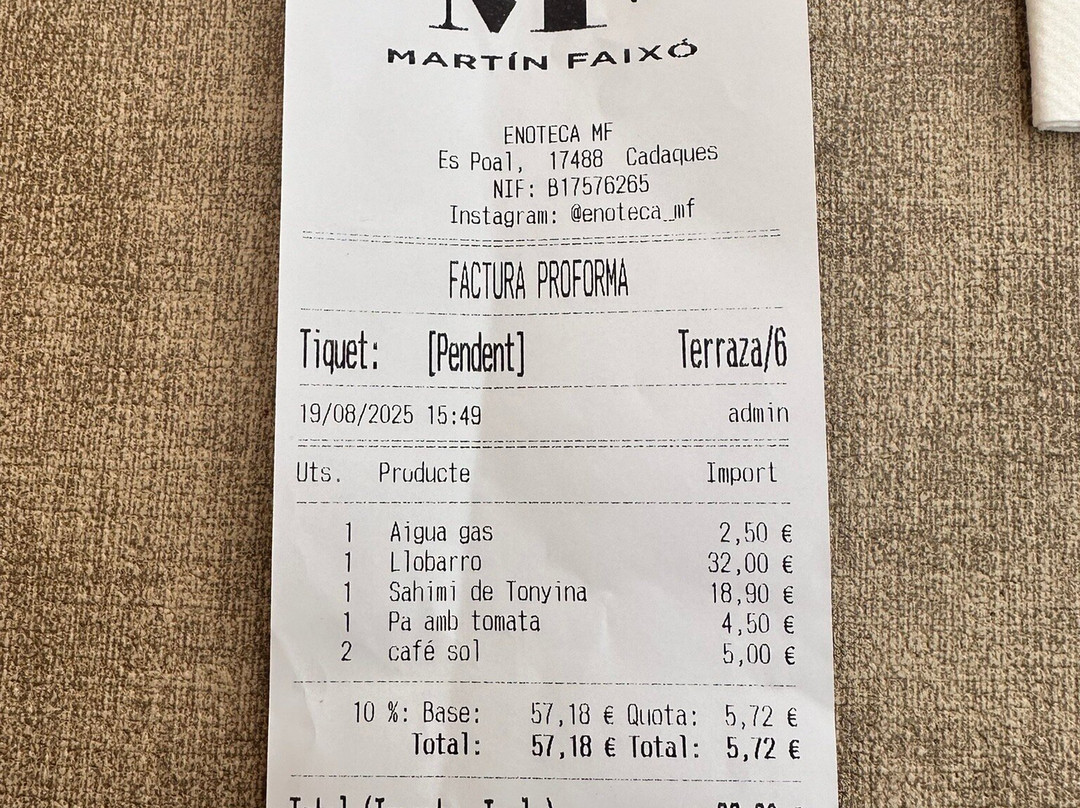 MARTÍN FAIXÓ
ENOTECA MF
Es Poal, 17488 Cadaques
NIF: B17576265
Instagram: @enoteca_mf
FACTURA PROFORMA
Tiquet: [Pendent] Terraza/6
19/08/2025 15:49 admin
Uts. Producte Import
1 Aigua gas 2,50 €
1 Llobarro 32,00 €
1 Sahimi de Tonyina 18,90 €
1 Pa amb tomata 4,50 €
2 café sol 5,00 €
10 %: Base: 57,18 € Quota: 5,72 €
Total: 57,18 € Total: 5,72 €